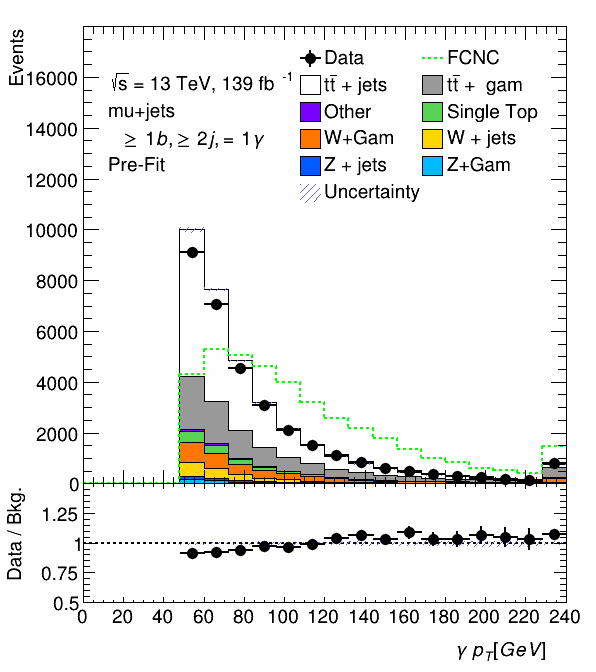 Events
16000
14000
12000
10000
8000
6000
4000
2000
0
√s = 13 TeV, 139 fb⁻¹
mu+jets
≥ 1b, ≥ 2j, = 1γ
Pre-Fit
Data
FCNC
tt̄ + jets
tt̄ + gam
Other
Single Top
W+Gam
W + jets
Z + jets
Z+Gam
Uncertainty
Data / Bkg.
1.25
1
0.75
0.5
0 20 40 60 80 100 120 140 160 180 200 220 240
γ p_T[GeV]